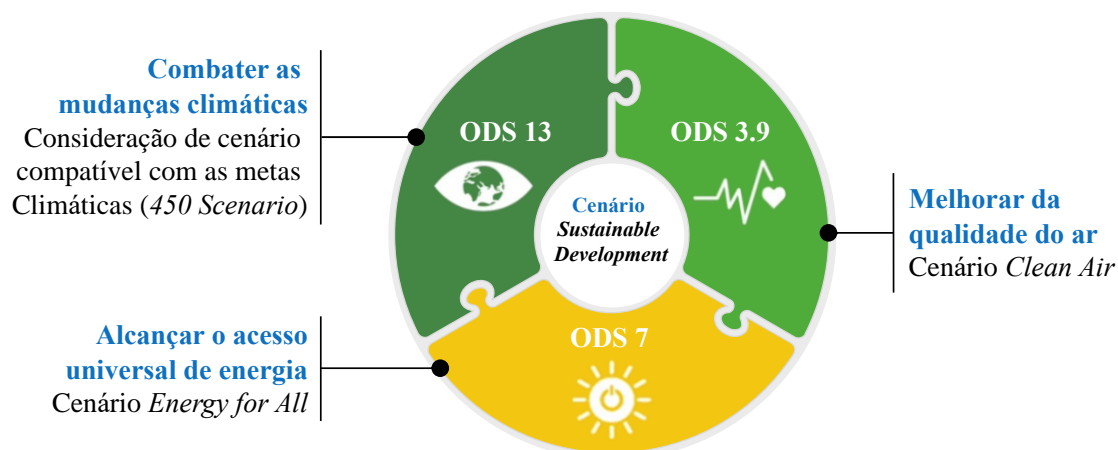 Combater as
mudanças climáticas
Consideração de cenário
compatível com as metas
Climáticas (450 Scenario)
ODS 13
ODS 3.9
Cenário
Sustainable
Development
Melhorar da
qualidade do ar
Cenário Clean Air
Alcançar o acesso
universal de energia
Cenário Energy for All
ODS 7